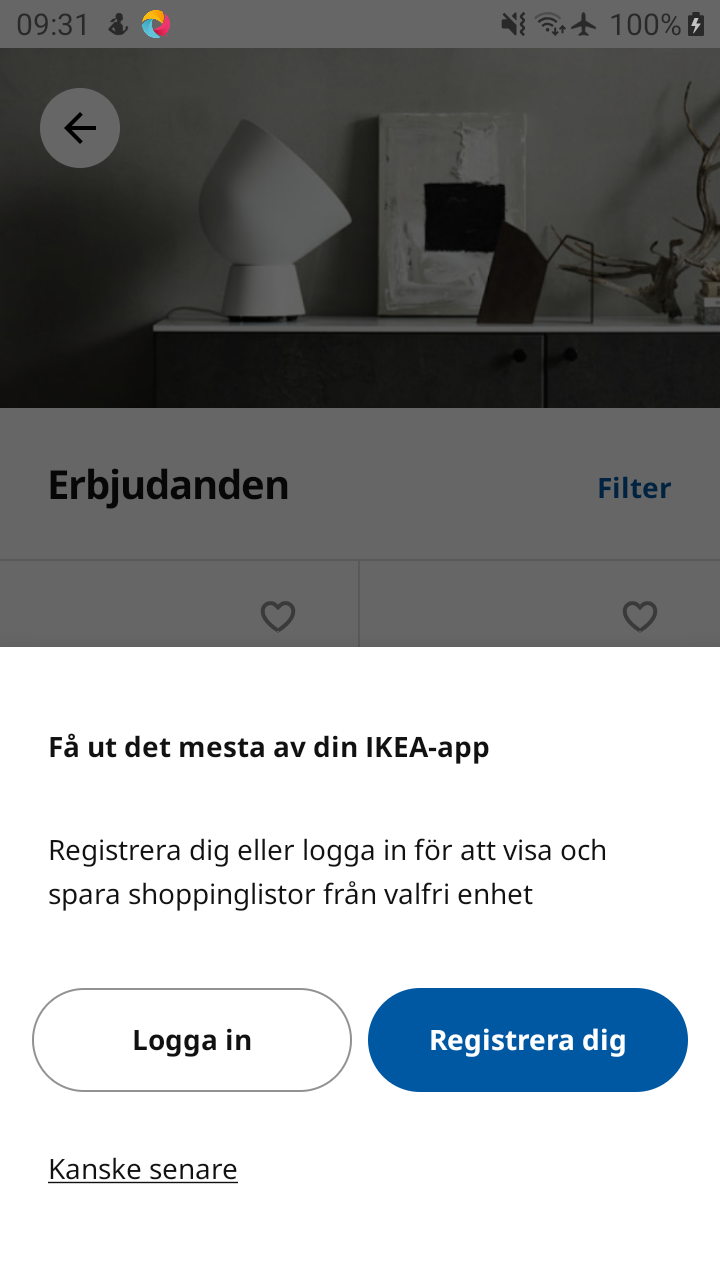 09:31
100%
Erbjudanden
Filter
Få ut det mesta av din IKEA-app
Registrera dig eller logga in för att visa och
spara shoppinglistor från valfri enhet
Logga in
Registrera dig
Kanske senare